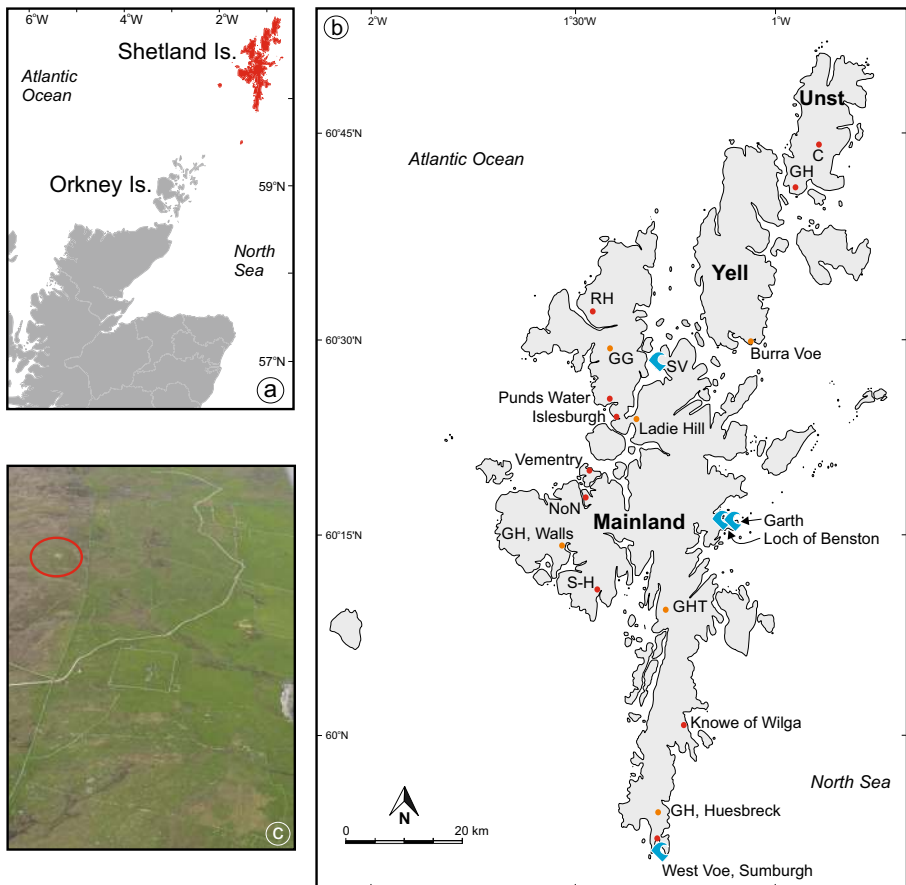 6°W 4°W 2°W
Shetland Is.
Atlantic
Ocean
Orkney Is.
59°N
North
Sea
57°N
a
c
b
2°W 1°30'W 1°W
Unst
60°45'N
Atlantic Ocean
C
GH
Yell
RH
60°30'N
GG
SV
Burra Voe
Punds Water
Islesburgh
Ladie Hill
Vementry
NoN
Mainland
Garth
60°15'N
Loch of Benston
GH, Walls
S-H
GHT
Knowe of Wilga
60°N
North Sea
N
GH, Huesbreck
0 20 km
West Voe, Sumburgh